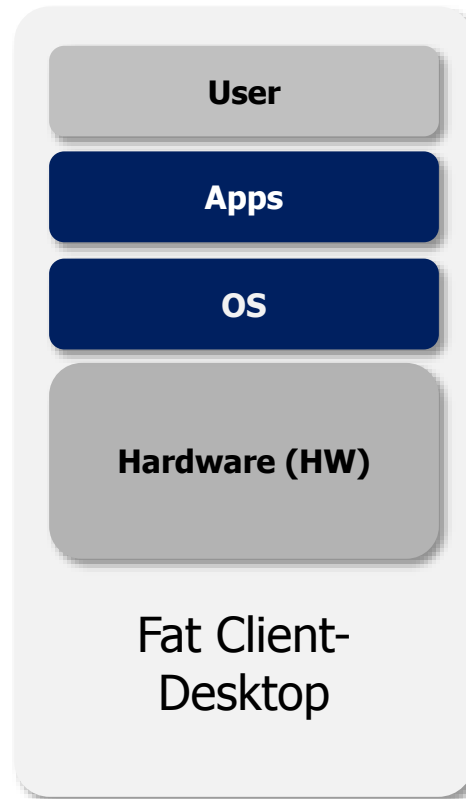 User
Apps
OS
Hardware (HW)
Fat Client-
Desktop